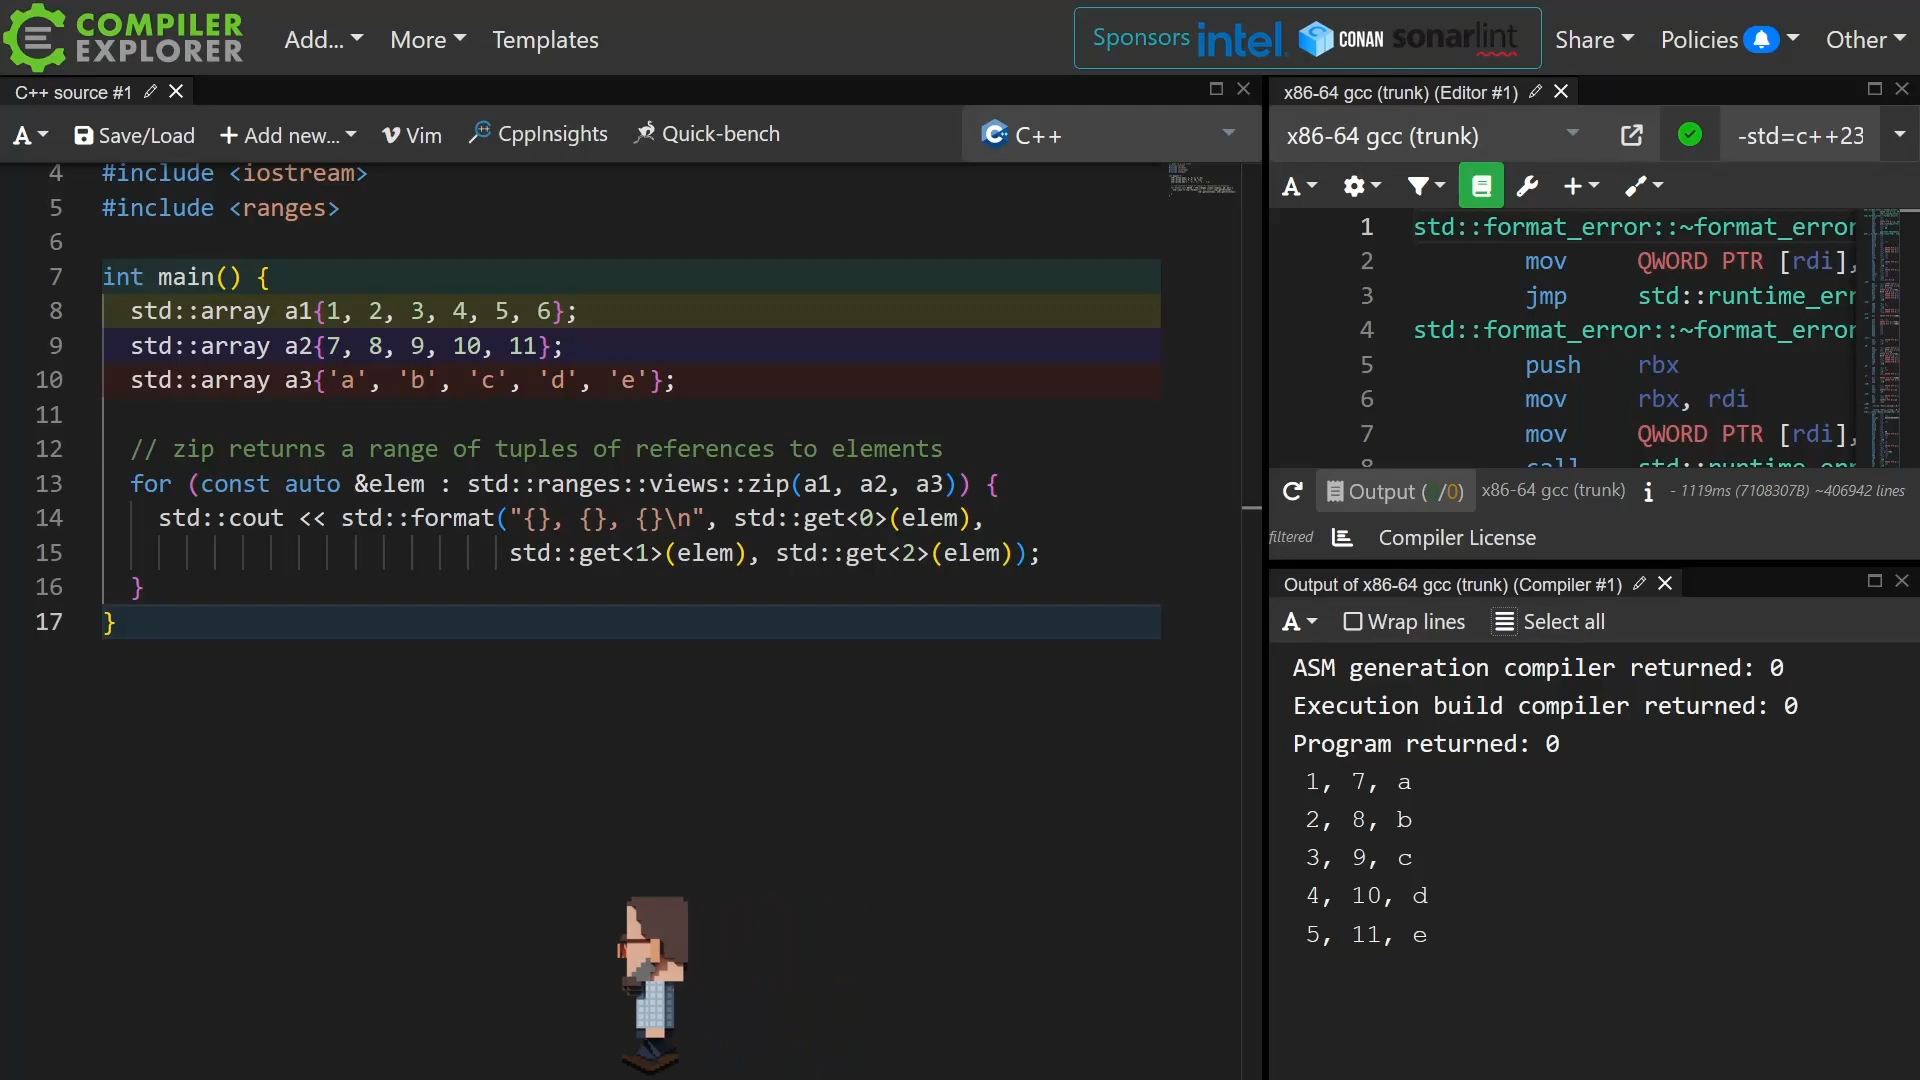 COMPILER
EXPLORER
Add...
More
Templates
Sponsors intel. CONAN sonarlint
Share
Policies
Other
C++ source #1
A
Save/Load
+ Add new...
Vim
CppInsights
Quick-bench
C++
4 #include <iostream>
5 #include <ranges>
6
7 int main() {
8 std::array a1{1, 2, 3, 4, 5, 6};
9 std::array a2{7, 8, 9, 10, 11};
10 std::array a3{'a', 'b', 'c', 'd', 'e'};
11
12 // zip returns a range of tuples of references to elements
13 for (const auto &elem : std::ranges::views::zip(a1, a2, a3)) {
14 std::cout << std::format("{}, {}, {}\n", std::get<0>(elem),
15 std::get<1>(elem), std::get<2>(elem));
16 }
17 }
x86-64 gcc (trunk) (Editor #1)
x86-64 gcc (trunk)
-std=c++23
A
1 std::format_error::~format_error
2 mov QWORD PTR [rdi],
3 jmp std::runtime_err
4 std::format_error::~format_error
5 push rbx
6 mov rbx, rdi
7 mov QWORD PTR [rdi],
8 call std::runtime_err
Output ( /0) x86-64 gcc (trunk) i - 1119ms (7108307B) ~406942 lines
filtered
Compiler License
Output of x86-64 gcc (trunk) (Compiler #1)
A
Wrap lines
Select all
ASM generation compiler returned: 0
Execution build compiler returned: 0
Program returned: 0
1, 7, a
2, 8, b
3, 9, c
4, 10, d
5, 11, e